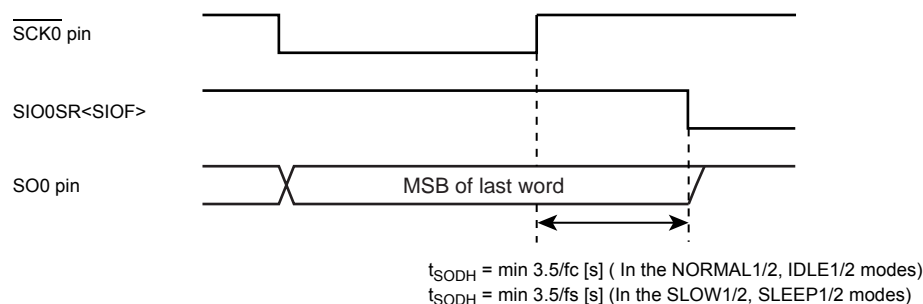 SCK0 pin
SIO0SR<SIOF>
SO0 pin
MSB of last word
tSODH = min 3.5/fc [s] ( In the NORMAL1/2, IDLE1/2 modes)
tSODH = min 3.5/fs [s] (In the SLOW1/2, SLEEP1/2 modes)